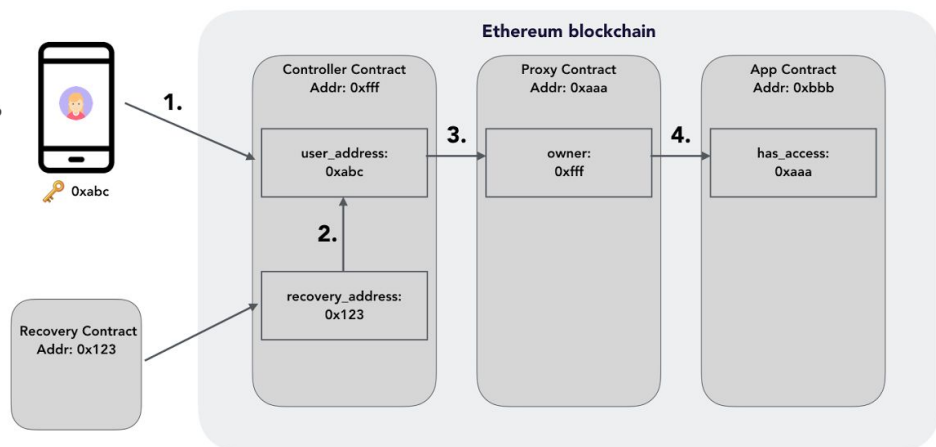 Ethereum blockchain
Controller Contract
Addr: 0xfff
Proxy Contract
Addr: 0xaaa
App Contract
Addr: 0xbbb
1.
user_address:
0xabc
3.
owner:
0xfff
4.
has_access:
0xaaa
0xabc
2.
recovery_address:
0x123
Recovery Contract
Addr: 0x123